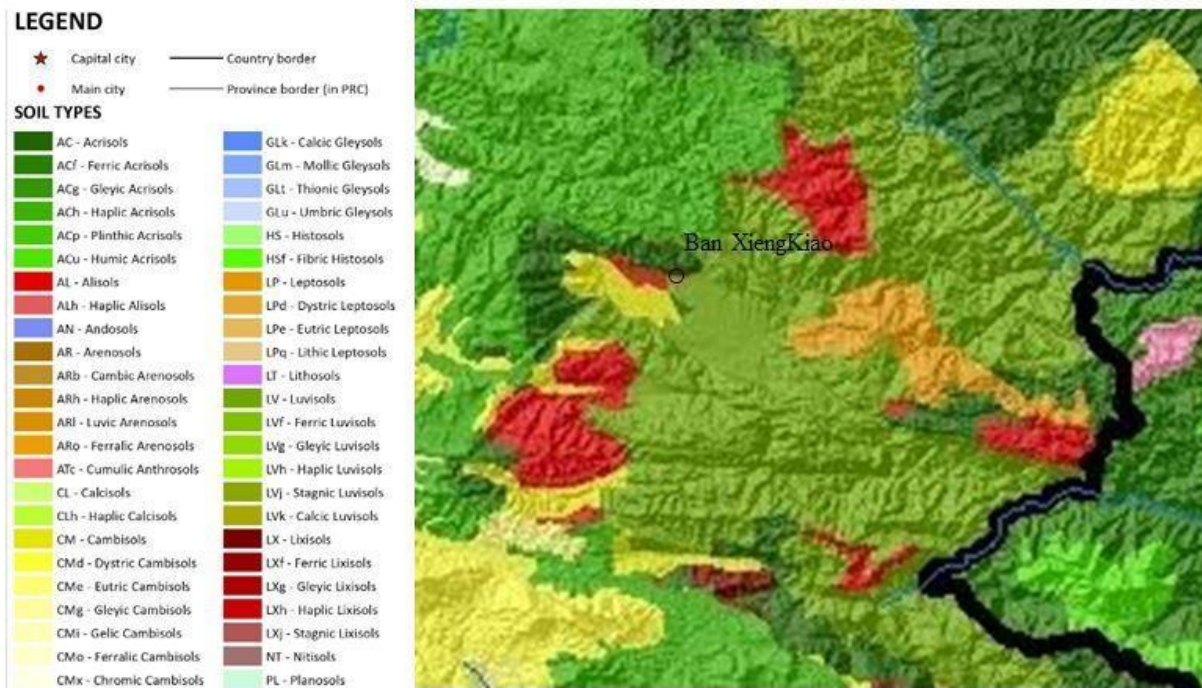 LEGEND
Capital city
Country border
Main city
Province border (in PRC)
SOIL TYPES
AC - Acrisols
ACf - Ferric Acrisols
ACg - Gleyic Acrisols
ACh - Haplic Acrisols
ACp - Plinthic Acrisols
ACu - Humic Acrisols
AL - Alisols
ALh - Haplic Alisols
AN - Andosols
AR - Arenosols
ARb - Cambic Arenosols
ARh - Haplic Arenosols
ARl - Luvic Arenosols
ARo - Ferralic Arenosols
ATc - Cumulic Anthrosols
CL - Calcisols
CLh - Haplic Calcisols
CM - Cambisols
CMd - Dystric Cambisols
CMe - Eutric Cambisols
CMg - Gleyic Cambisols
CMi - Gelic Cambisols
CMo - Ferralic Cambisols
CMx - Chromic Cambisols
GLk - Calcic Gleysols
GLm - Mollic Gleysols
GLt - Thionic Gleysols
GLu - Umbric Gleysols
HS - Histosols
HSf - Fibric Histosols
LP - Leptosols
LPd - Dystric Leptosols
LPe - Eutric Leptosols
LPq - Lithic Leptosols
LT - Lithosols
LV - Luvisols
LVf - Ferric Luvisols
LVg - Gleyic Luvisols
LVh - Haplic Luvisols
LVj - Stagnic Luvisols
LVk - Calcic Luvisols
LX - Lixisols
LXf - Ferric Lixisols
LXg - Gleyic Lixisols
LXh - Haplic Lixisols
LXj - Stagnic Lixisols
NT - Nitisols
PL - Planosols
Ban XiengKiao